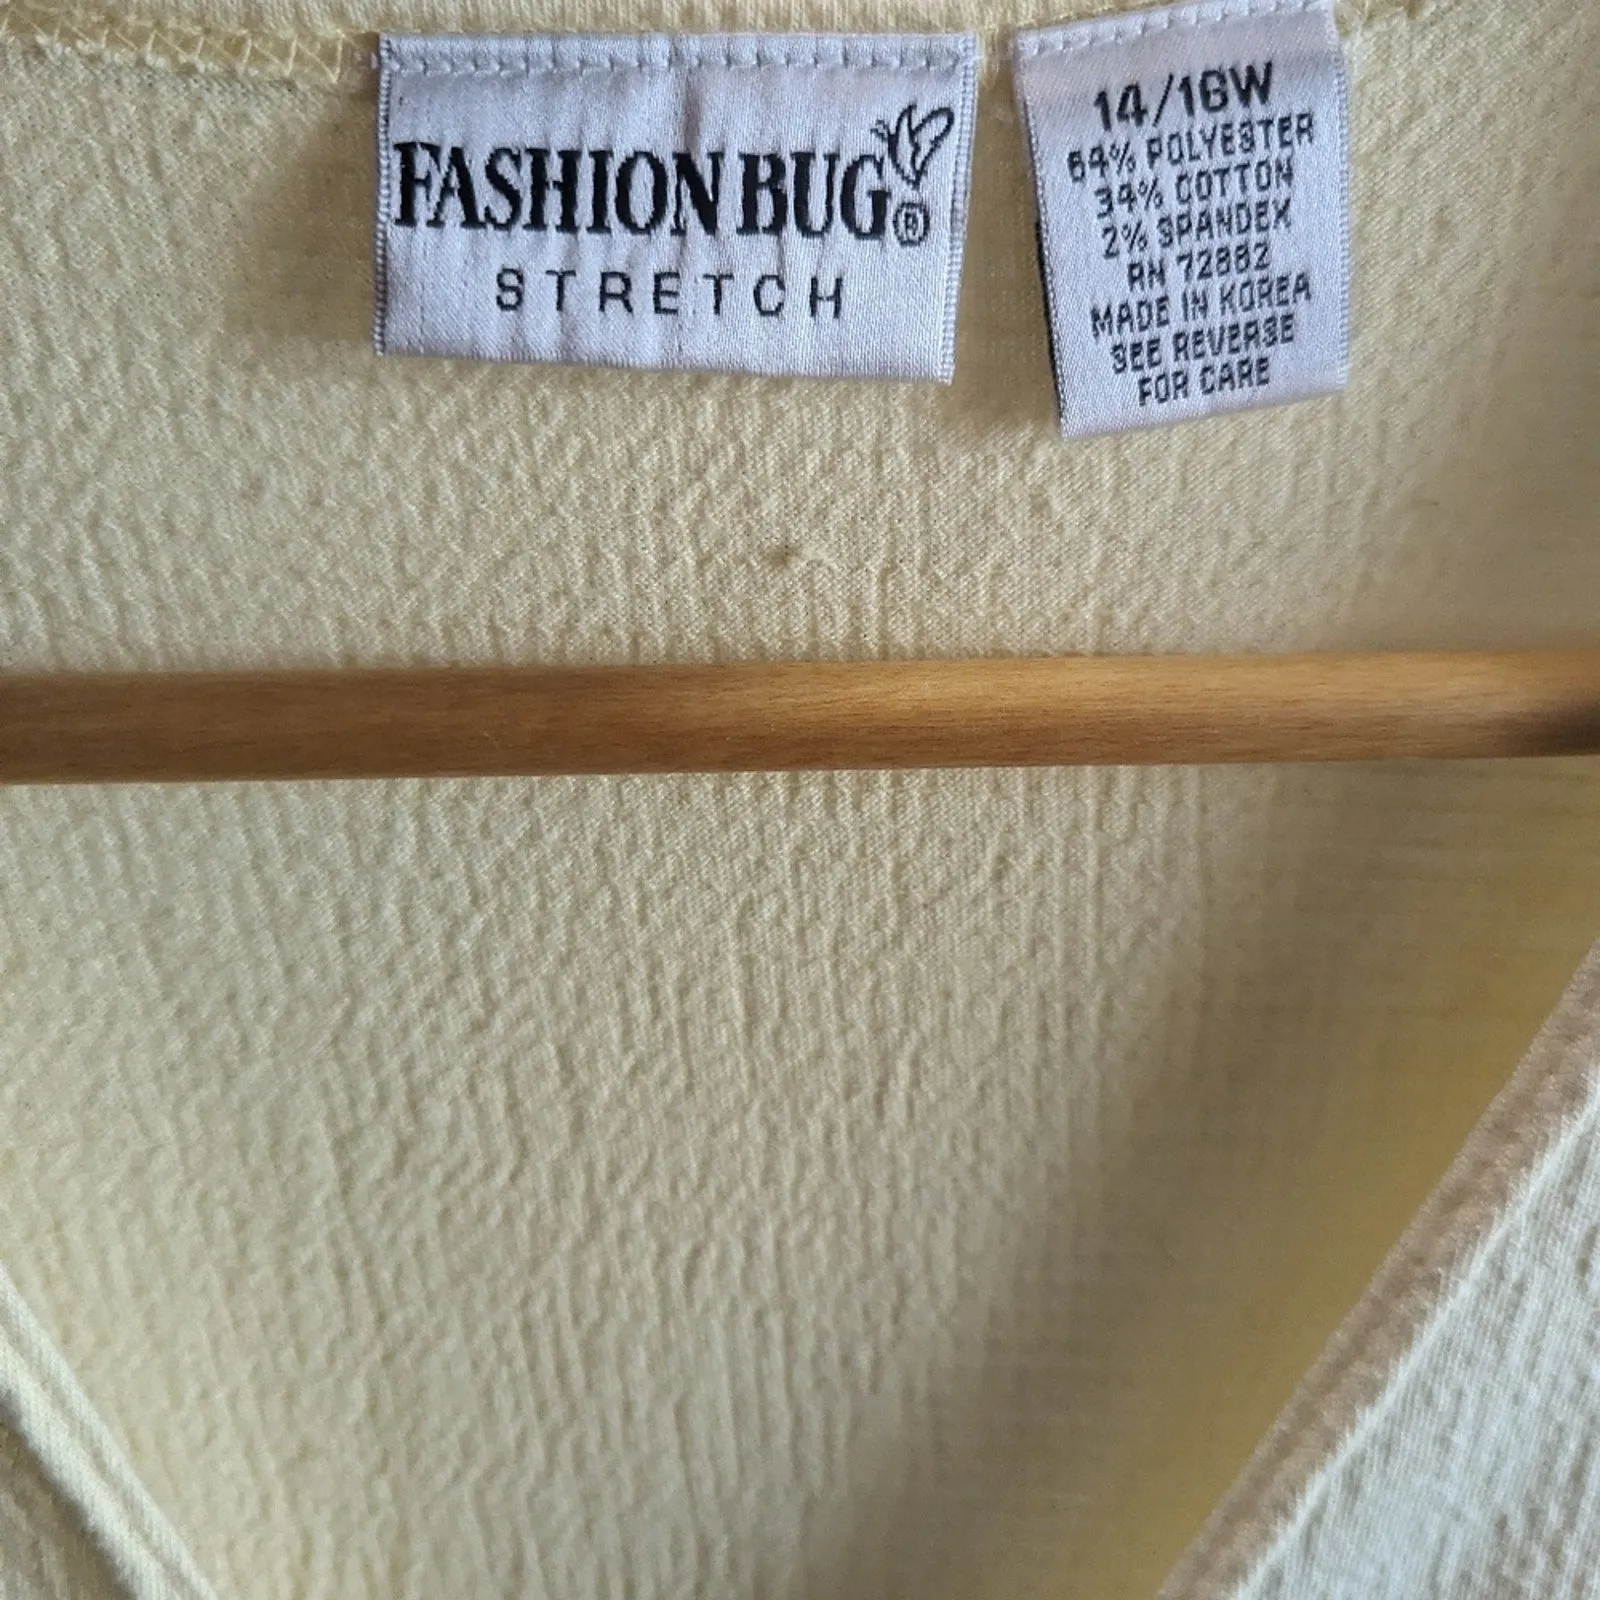 FASHION BUG®
STRETCH
14/16W
64% POLYESTER
34% COTTON
2% SPANDEX
RN 72882
MADE IN KOREA
SEE REVERSE
FOR CARE